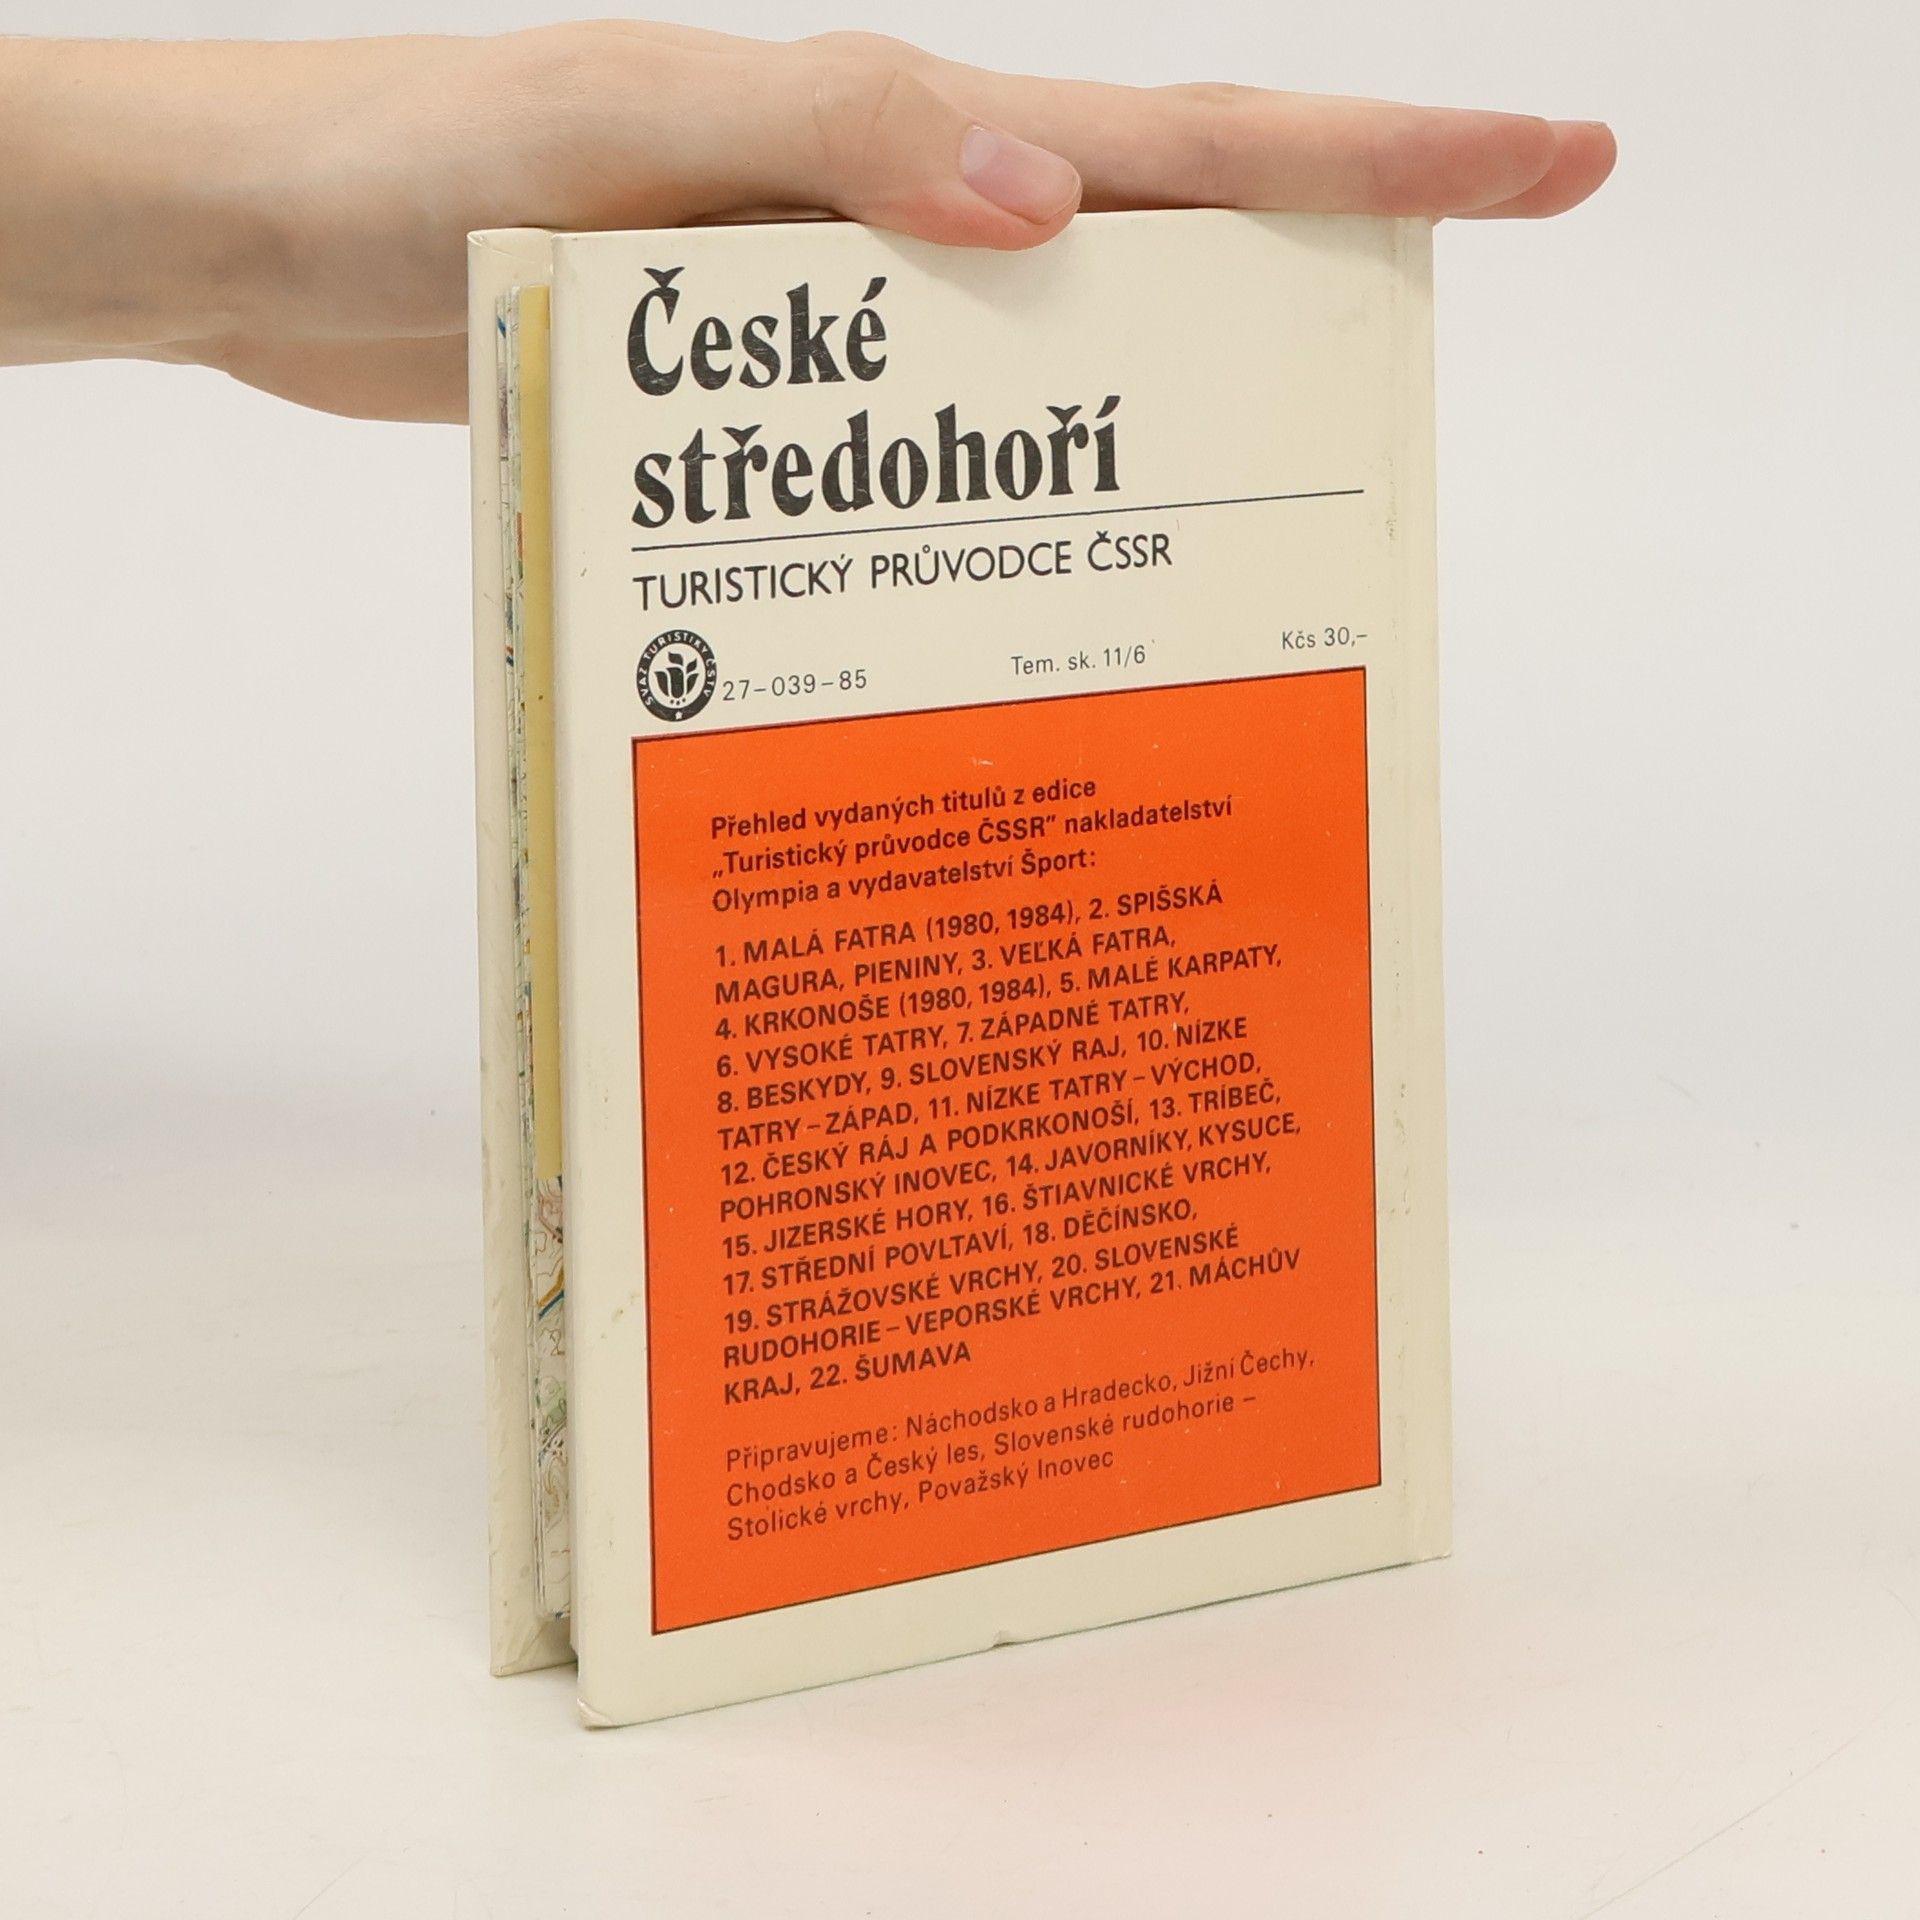 České
středohoří
TURISTICKÝ PRŮVODCE ČSSR
SVAZ TURISTIKY ČSTV
27-039-85
Tem. sk. 11/6
Kčs 30,-
Přehled vydaných titulů z edice
„Turistický průvodce ČSSR" nakladatelství
Olympia a vydavatelství Šport:
1. MALÁ FATRA (1980, 1984), 2. SPIŠSKÁ
MAGURA, PIENINY, 3. VEĽKÁ FATRA,
4. KRKONOŠE (1980, 1984), 5. MALÉ KARPATY,
6. VYSOKÉ TATRY, 7. ZÁPADNÉ TATRY,
8. BESKYDY, 9. SLOVENSKÝ RAJ, 10. NÍZKE
TATRY – ZÁPAD, 11. NÍZKE TATRY – VÝCHOD,
12. ČESKÝ RÁJ A PODKRKONOŠÍ, 13. TRÍBEČ,
POHRONSKÝ INOVEC, 14. JAVORNÍKY, KYSUCE,
15. JIZERSKÉ HORY, 16. ŠTIAVNICKÉ VRCHY,
17. STŘEDNÍ POVLTAVÍ, 18. DĚČÍNSKO,
19. STRÁŽOVSKÉ VRCHY, 20. SLOVENSKÉ
RUDOHORIE – VEPORSKÉ VRCHY, 21. MÁCHŮV
KRAJ, 22. ŠUMAVA
Připravujeme: Náchodsko a Hradecko, Jižní Čechy,
Chodsko a Český les, Slovenské rudohorie –
Stolické vrchy, Považský Inovec